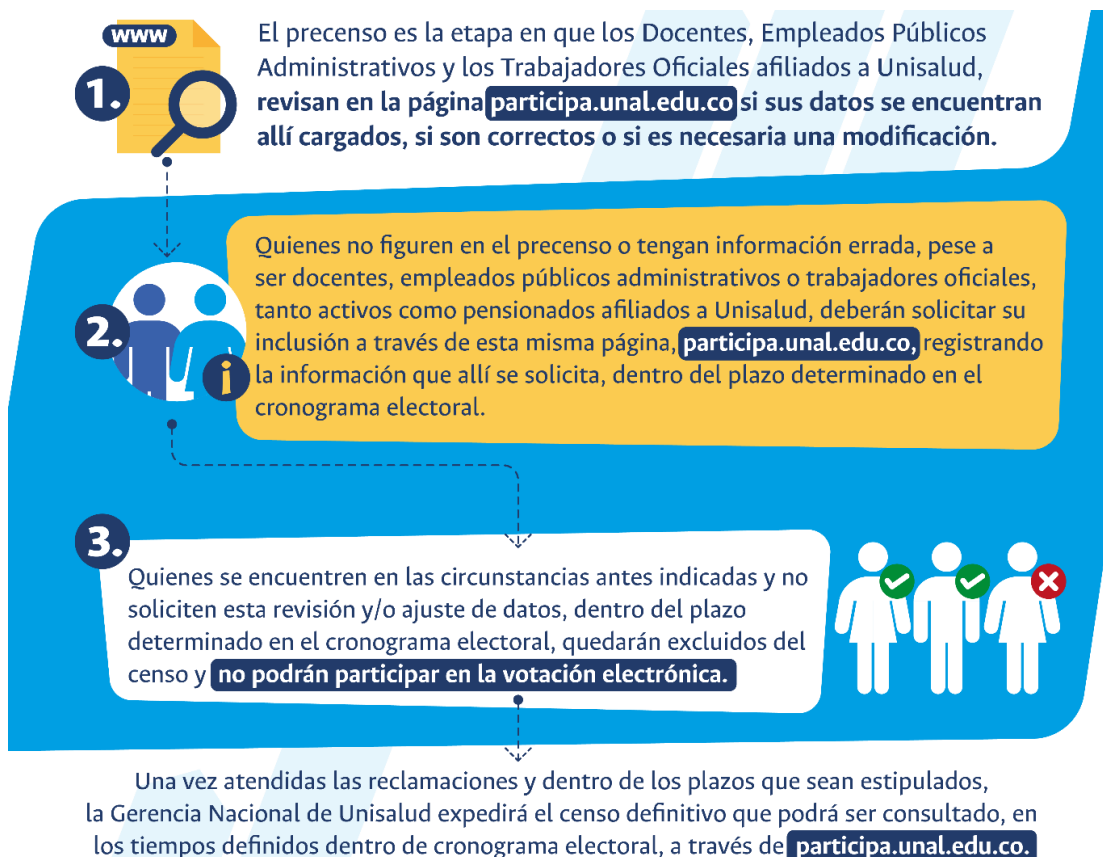 www
1.
El precenso es la etapa en que los Docentes, Empleados Públicos
Administrativos y los Trabajadores Oficiales afiliados a Unisalud,
revisan en la página participa.unal.edu.co si sus datos se encuentran
allí cargados, si son correctos o si es necesaria una modificación.
2.
i
Quienes no figuren en el precenso o tengan información errada, pese a
ser docentes, empleados públicos administrativos o trabajadores oficiales,
tanto activos como pensionados afiliados a Unisalud, deberán solicitar su
inclusión a través de esta misma página, participa.unal.edu.co, registrando
la información que allí se solicita, dentro del plazo determinado en el
cronograma electoral.
3.
Quienes se encuentren en las circunstancias antes indicadas y no
soliciten esta revisión y/o ajuste de datos, dentro del plazo
determinado en el cronograma electoral, quedarán excluidos del
censo y no podrán participar en la votación electrónica.
Una vez atendidas las reclamaciones y dentro de los plazos que sean estipulados,
la Gerencia Nacional de Unisalud expedirá el censo definitivo que podrá ser consultado, en
los tiempos definidos dentro de cronograma electoral, a través de participa.unal.edu.co.